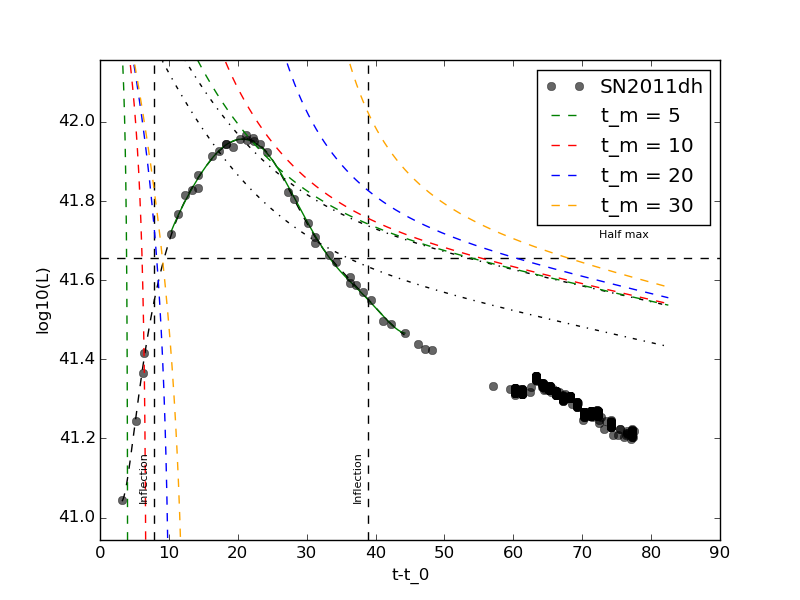 SN2011dh
t_m = 5
t_m = 10
t_m = 20
t_m = 30
Half max
Inflection
Inflection
42.0
41.8
41.6
41.4
41.2
41.0
log10(L)
0 10 20 30 40 50 60 70 80 90
t-t_0